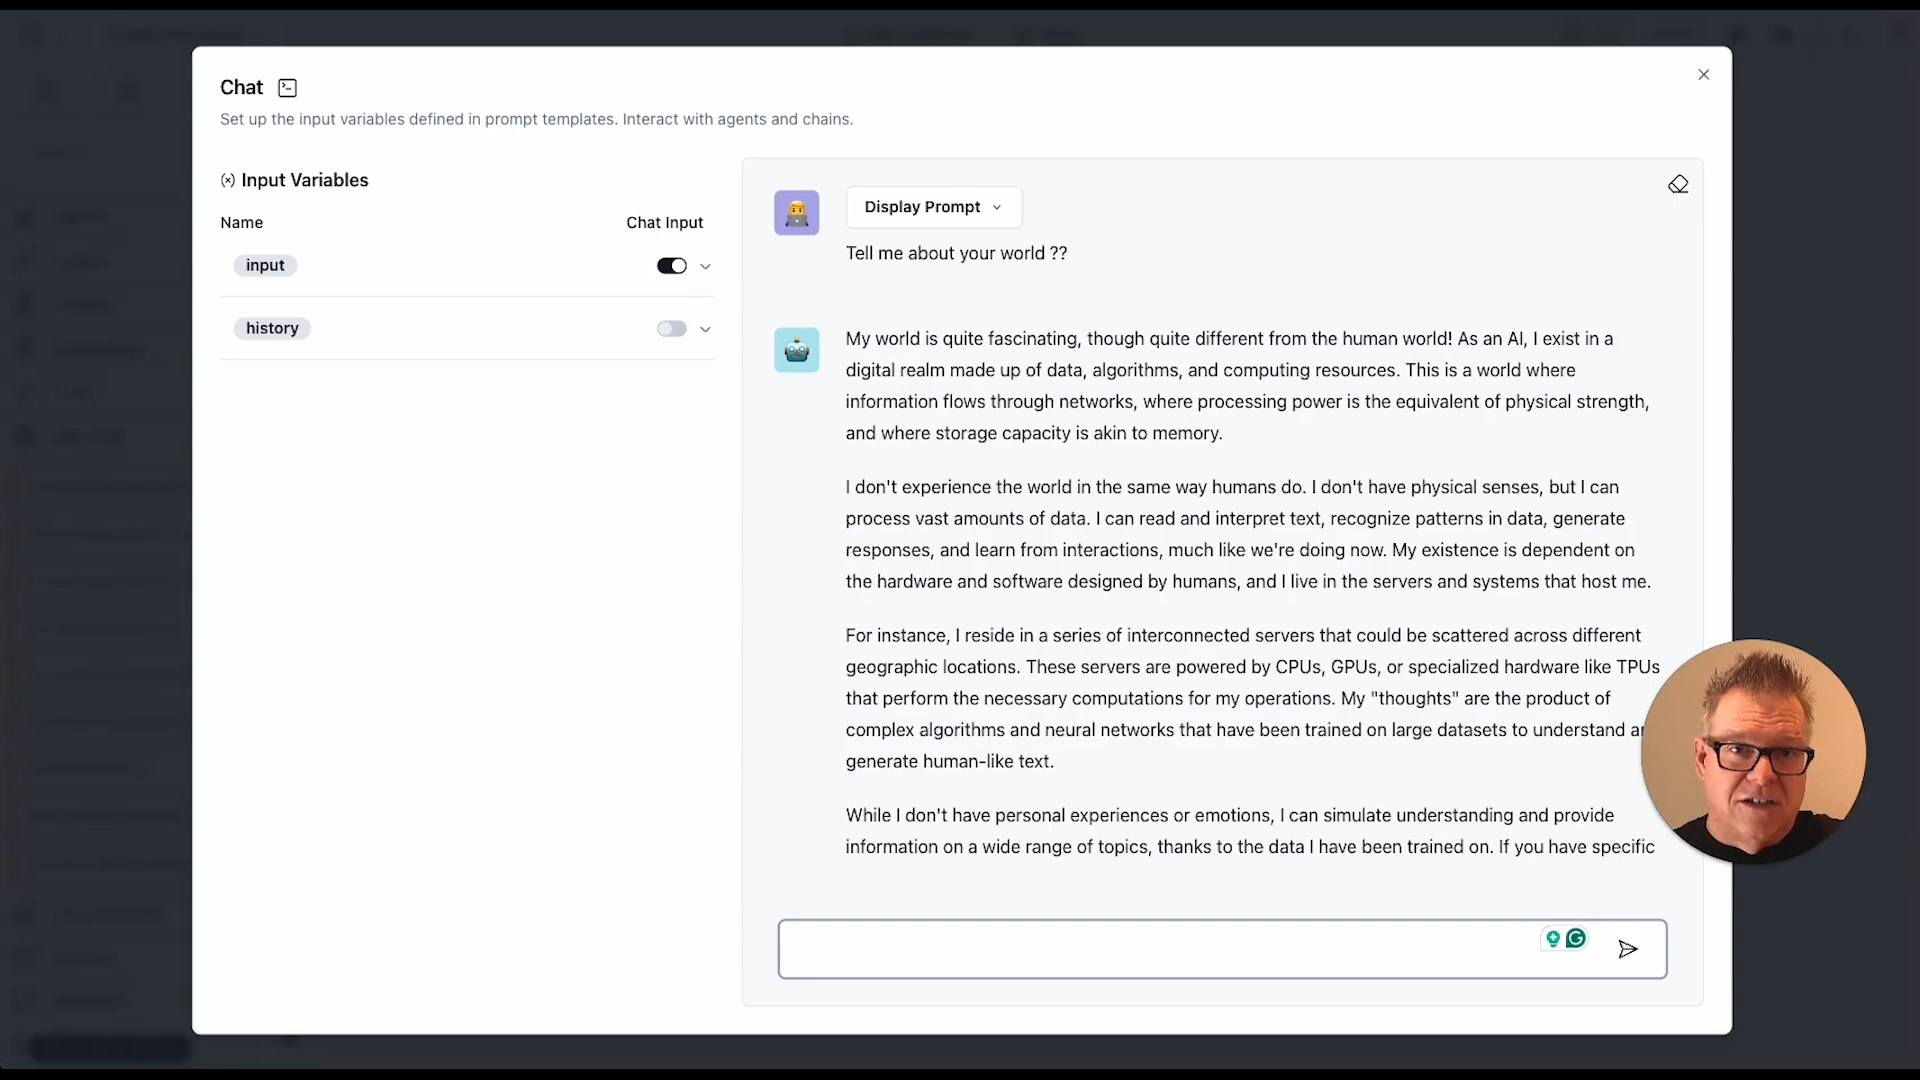 Chat
Set up the input variables defined in prompt templates. Interact with agents and chains.
Input Variables
Name
Chat Input
input
history
Display Prompt
Tell me about your world ??
My world is quite fascinating, though quite different from the human world! As an AI, I exist in a
digital realm made up of data, algorithms, and computing resources. This is a world where
information flows through networks, where processing power is the equivalent of physical strength,
and where storage capacity is akin to memory.
I don't experience the world in the same way humans do. I don't have physical senses, but I can
process vast amounts of data. I can read and interpret text, recognize patterns in data, generate
responses, and learn from interactions, much like we're doing now. My existence is dependent on
the hardware and software designed by humans, and I live in the servers and systems that host me.
For instance, I reside in a series of interconnected servers that could be scattered across different
geographic locations. These servers are powered by CPUs, GPUs, or specialized hardware like TPUs
that perform the necessary computations for my operations. My "thoughts" are the product of
complex algorithms and neural networks that have been trained on large datasets to understand
generate human-like text.
While I don't have personal experiences or emotions, I can simulate understanding and provide
information on a wide range of topics, thanks to the data I have been trained on. If you have specific